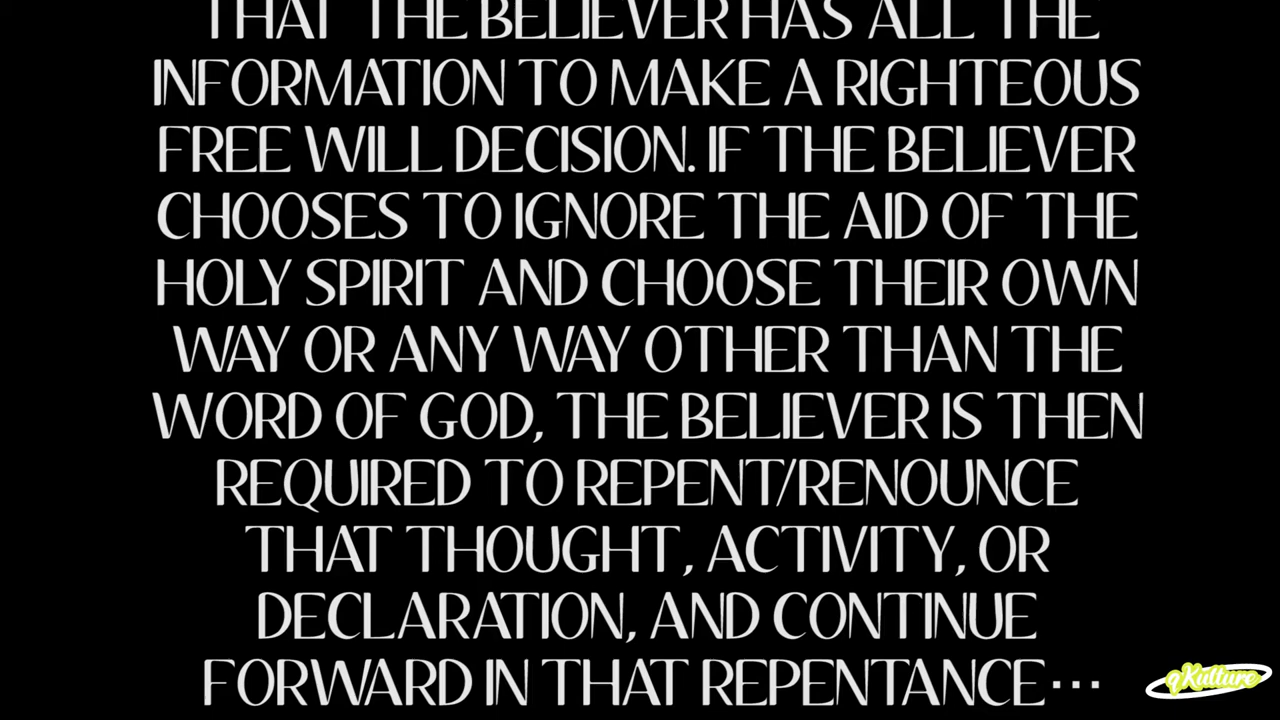 THAT THE BELIEVER HAS ALL THE
INFORMATION TO MAKE A RIGHTEOUS
FREE WILL DECISION. IF THE BELIEVER
CHOOSES TO IGNORE THE AID OF THE
HOLY SPIRIT AND CHOOSE THEIR OWN
WAY OR ANY WAY OTHER THAN THE
WORD OF GOD, THE BELIEVER IS THEN
REQUIRED TO REPENT/RENOUNCE
THAT THOUGHT, ACTIVITY, OR
DECLARATION, AND CONTINUE
FORWARD IN THAT REPENTANCE...
qKulture